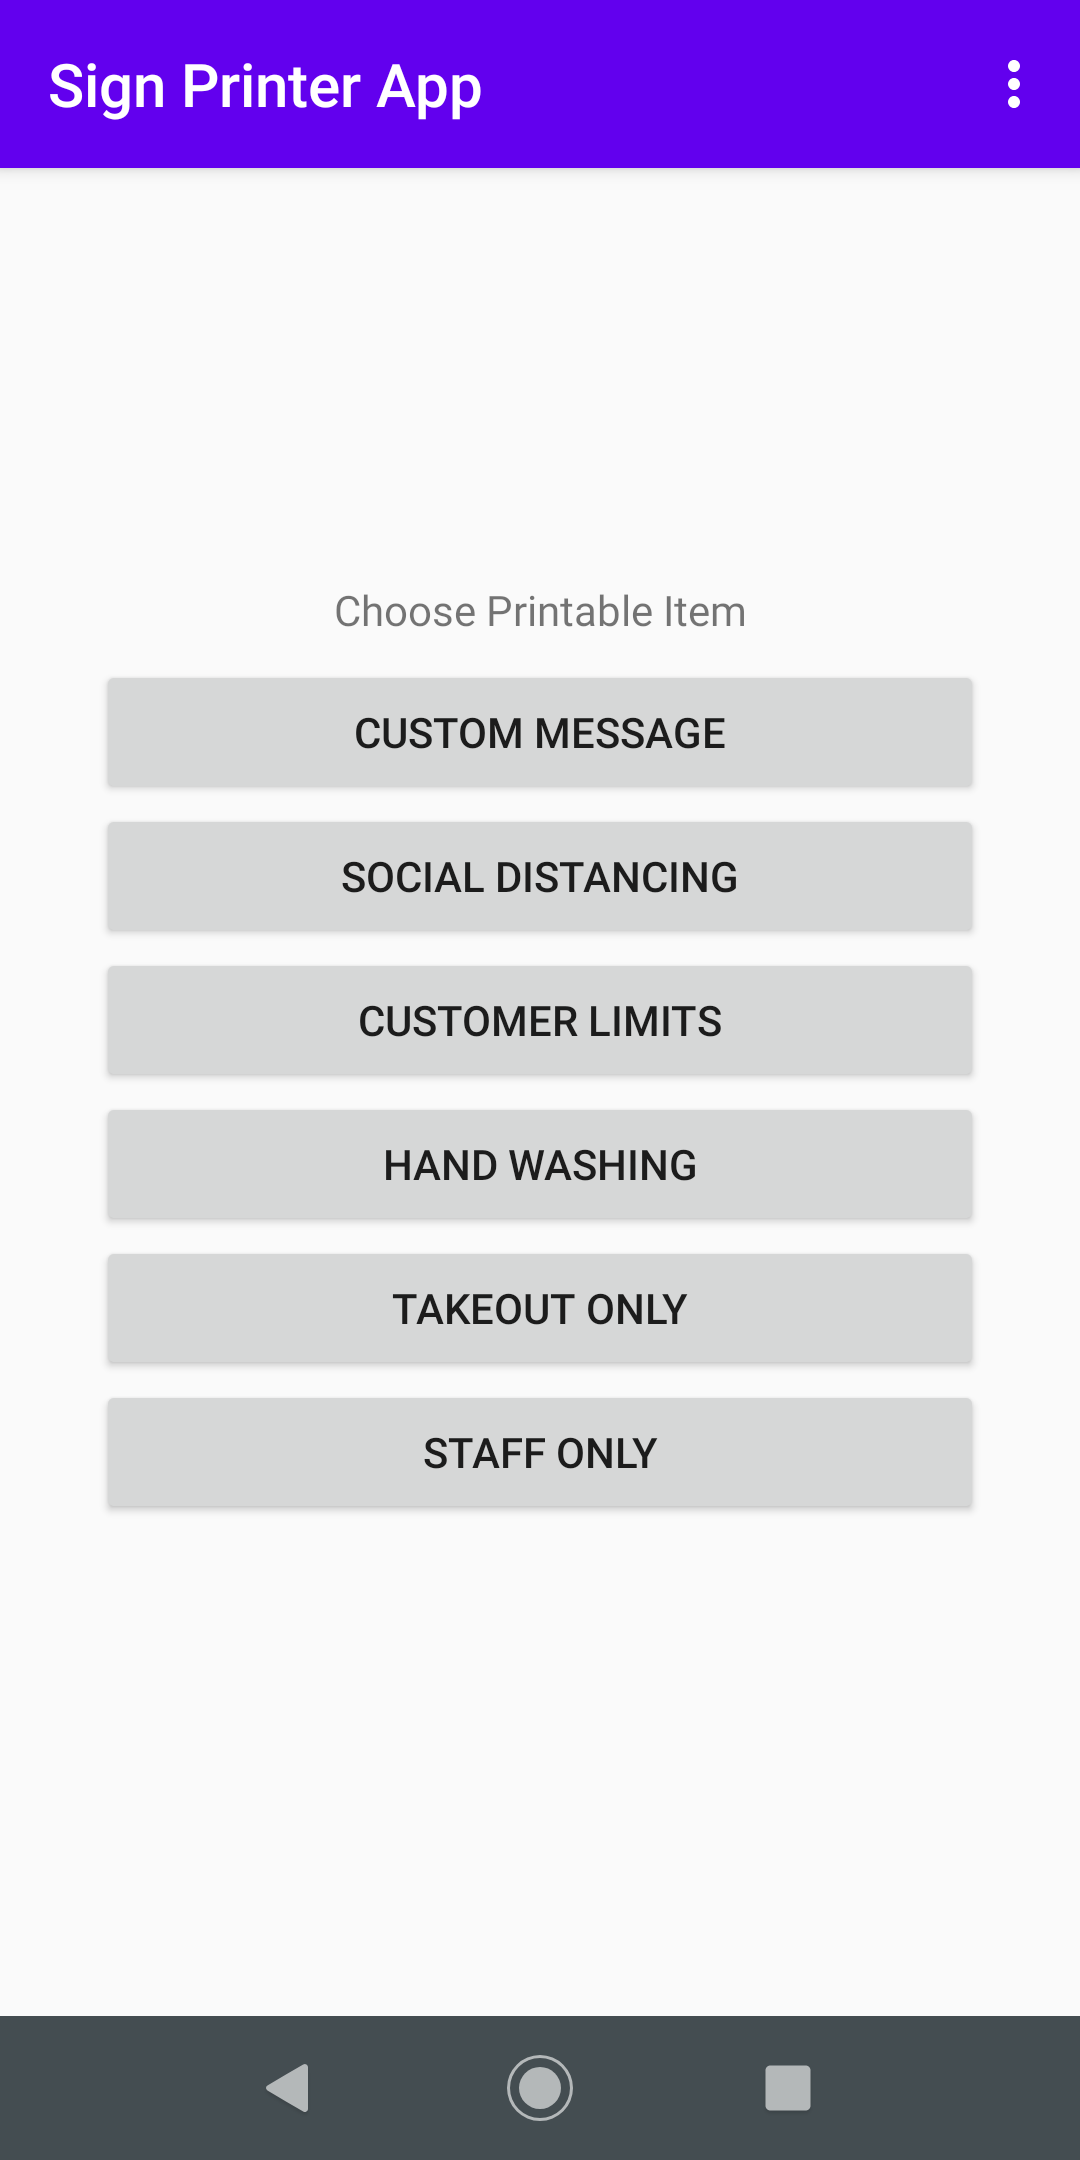 Sign Printer App
Choose Printable Item
CUSTOM MESSAGE
SOCIAL DISTANCING
CUSTOMER LIMITS
HAND WASHING
TAKEOUT ONLY
STAFF ONLY